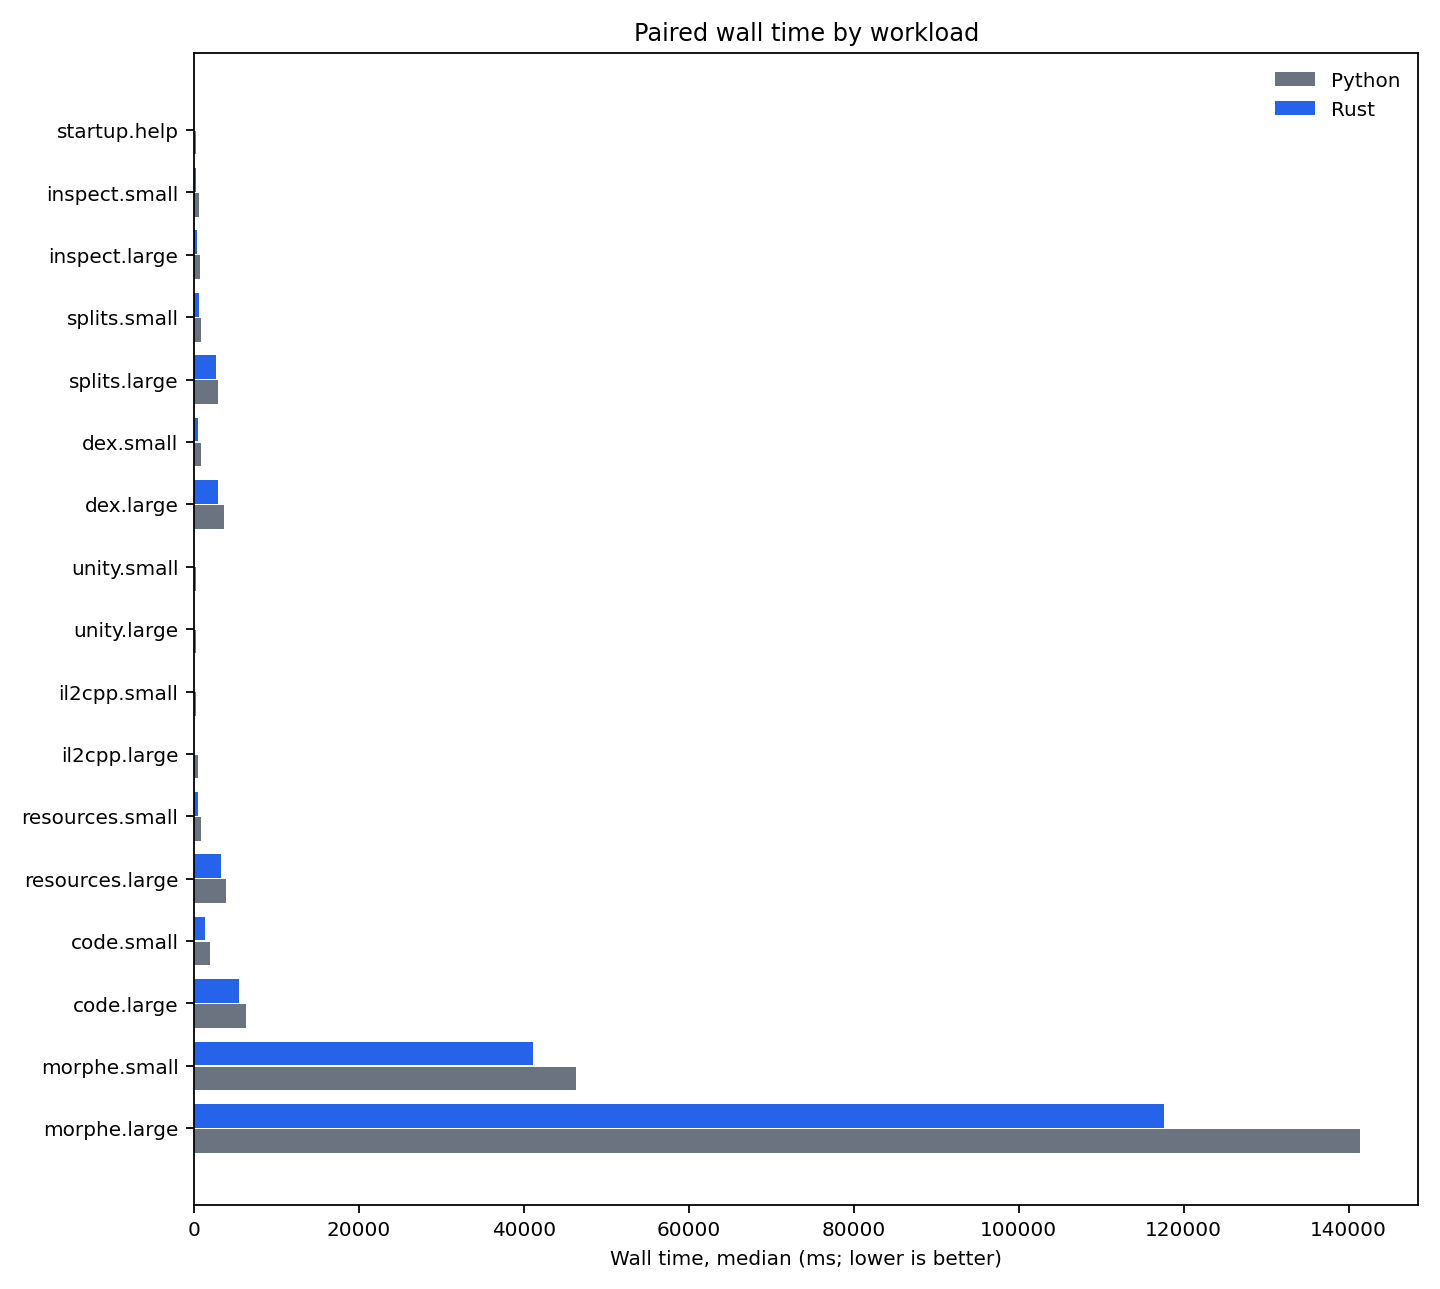 Paired wall time by workload
Python
Rust
startup.help
inspect.small
inspect.large
splits.small
splits.large
dex.small
dex.large
unity.small
unity.large
il2cpp.small
il2cpp.large
resources.small
resources.large
code.small
code.large
morphe.small
morphe.large
0 20000 40000 60000 80000 100000 120000 140000
Wall time, median (ms; lower is better)